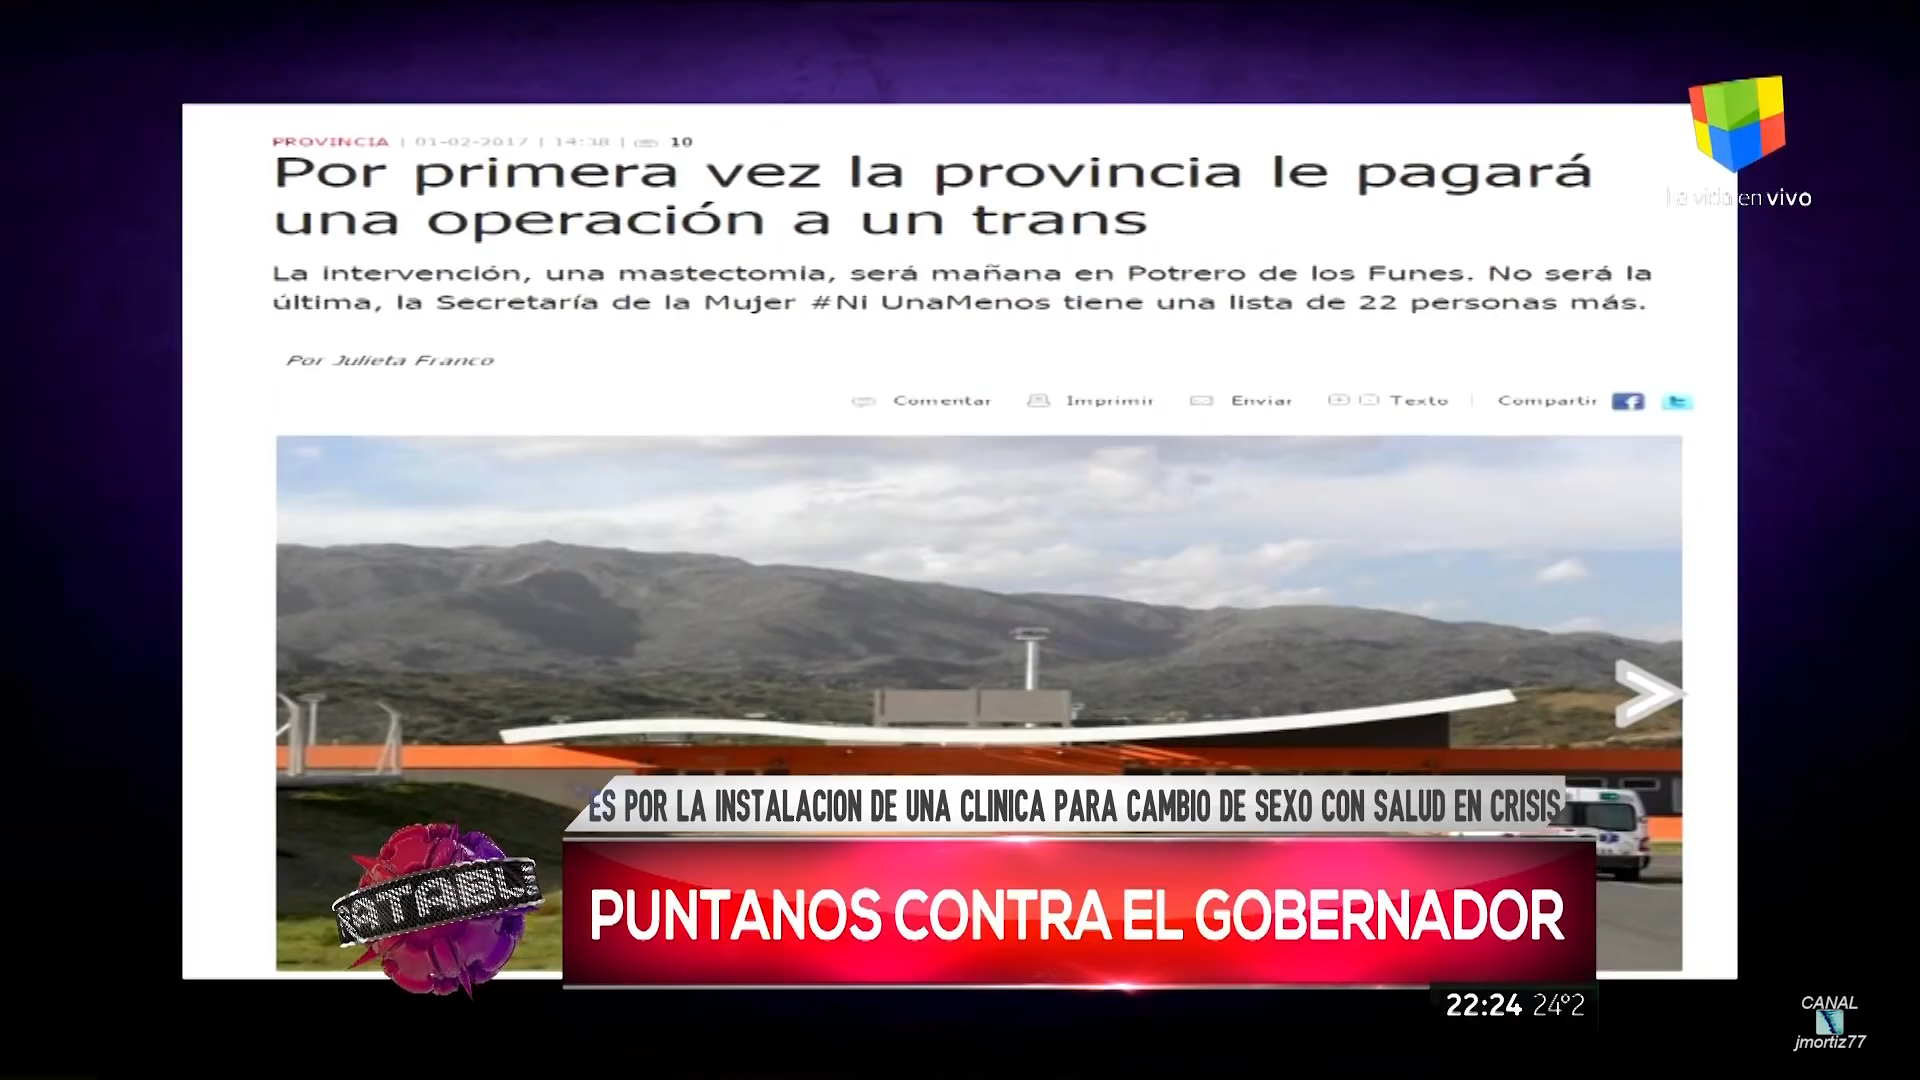 PROVINCIA | 01-02-2017 | 14:38 | 10
Por primera vez la provincia le pagará
una operación a un trans
La intervención, una mastectomia, será mañana en Potrero de los Funes. No será la
última, la Secretaría de la Mujer #Ni UnaMenos tiene una lista de 22 personas más.
Por Julieta Franco
Comentar Imprimir Enviar Texto | Compartir
La vida en vivo
ES POR LA INSTALACION DE UNA CLINICA PARA CAMBIO DE SEXO CON SALUD EN CRISIS
PUNTANOS CONTRA EL GOBERNADOR
22:24 24º2
CANAL
jmortiz77